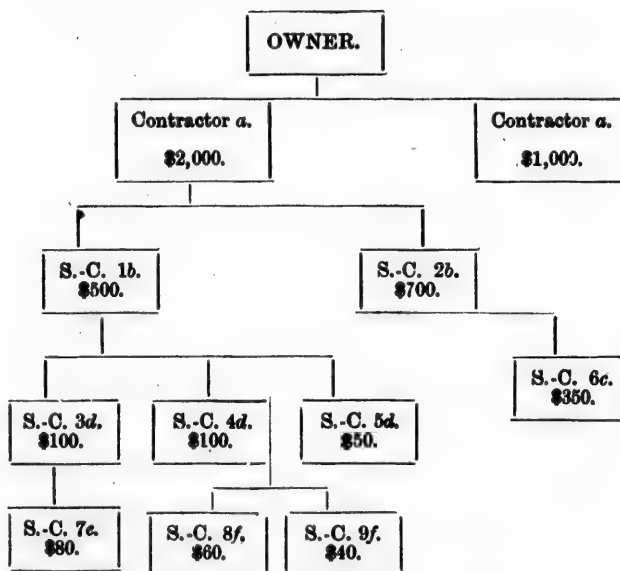 OWNER.
Contractor a.
$2,000.
Contractor a.
$1,000.
S.-C. 1b.
$500.
S.-C. 2b.
$700.
S.-C. 6c.
$350.
S.-C. 3d.
$100.
S.-C. 4d.
$100.
S.-C. 5d.
$50.
S.-C. 7e.
$80.
S.-C. 8f,
$60.
S.-C. 9f.
$40.